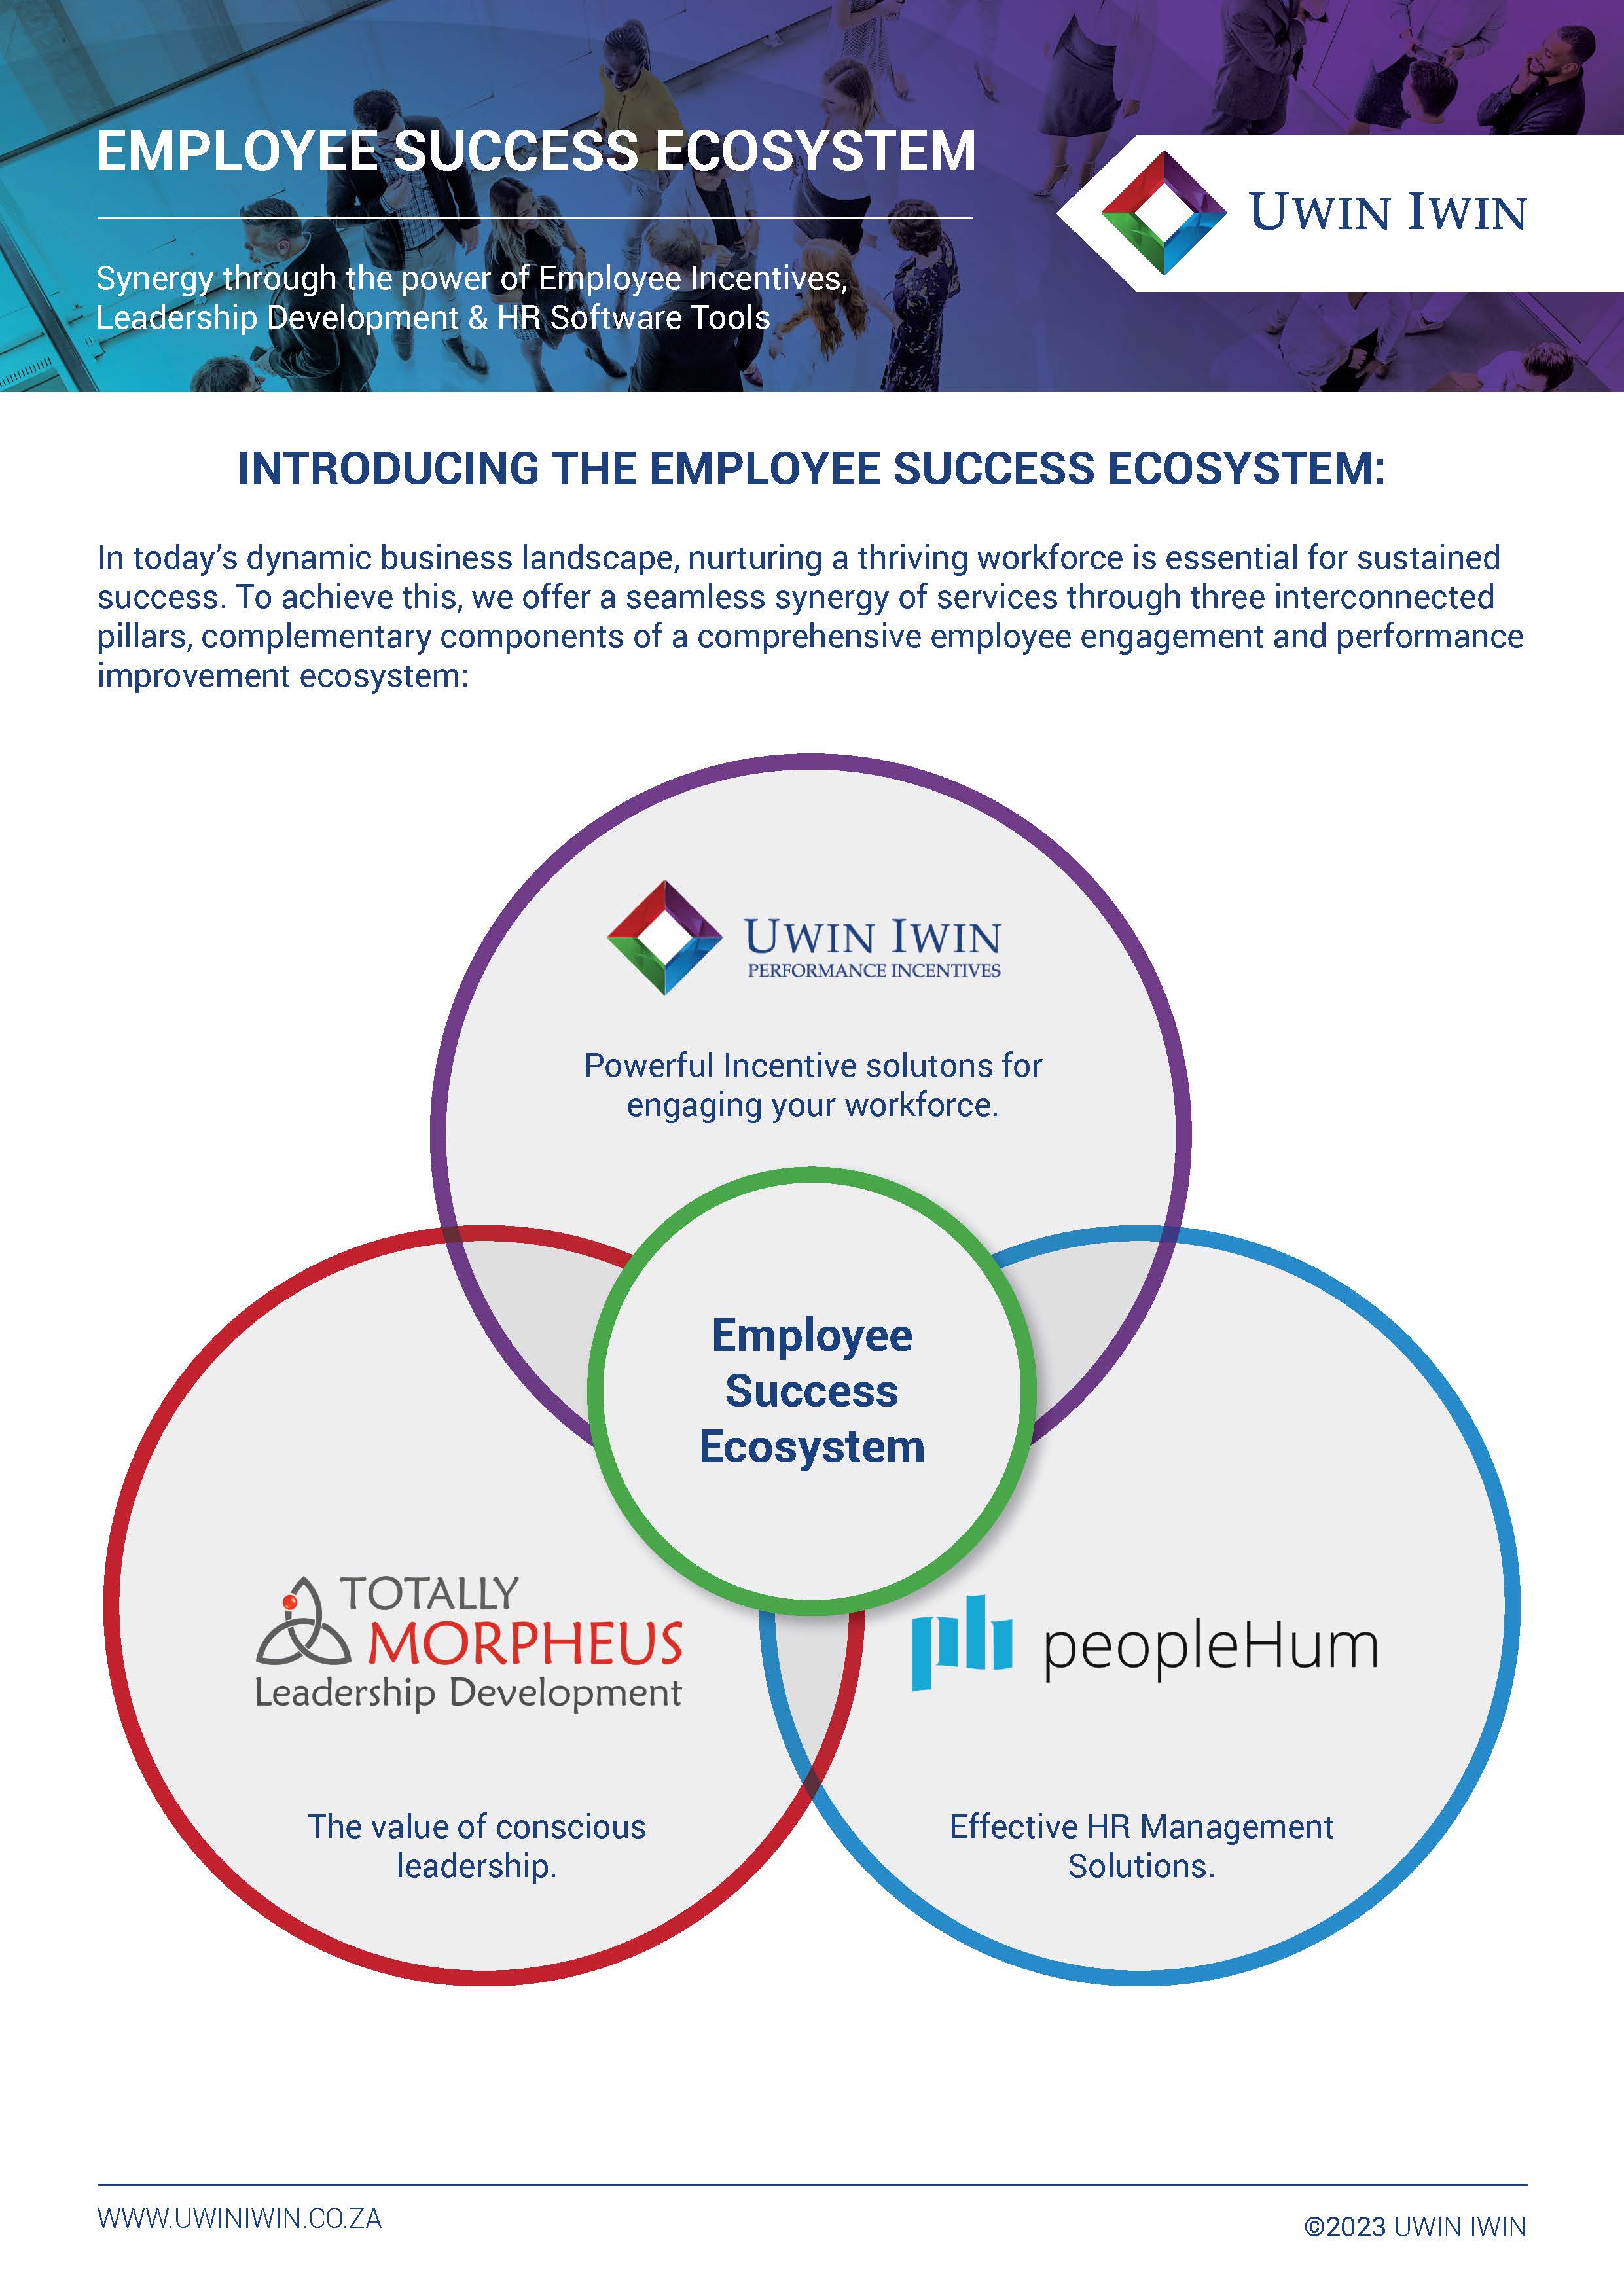 EMPLOYEE SUCCESS ECOSYSTEM
UWIN IWIN
Synergy through the power of Employee Incentives,
Leadership Development & HR Software Tools
INTRODUCING THE EMPLOYEE SUCCESS ECOSYSTEM:
In today's dynamic business landscape, nurturing a thriving workforce is essential for sustained
success. To achieve this, we offer a seamless synergy of services through three interconnected
pillars, complementary components of a comprehensive employee engagement and performance
improvement ecosystem:
UWIN IWIN
PERFORMANCE INCENTIVES
Powerful Incentive solutons for
engaging your workforce.
Employee
Success
Ecosystem
TOTALLY
MORPHEUS
Leadership Development
The value of conscious
leadership.
peopleHum
Effective HR Management
Solutions.
WWW.UWINIWIN.CO.ZA
©2023 UWIN IWIN